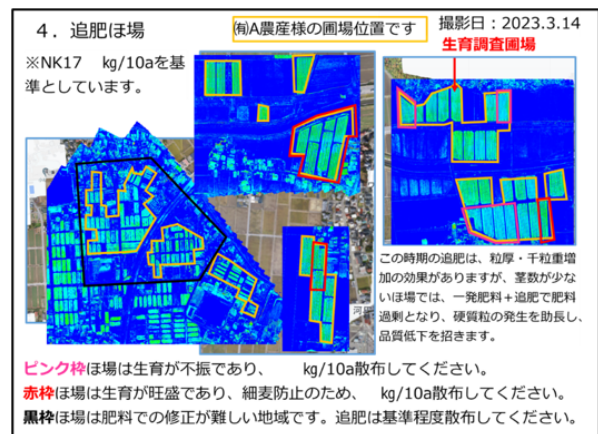 ４．追肥ほ場
㈲A農産様の圃場位置です
撮影日：2023.3.14
生育調査圃場
※NK17　kg/10aを基
準としています。
この時期の追肥は、粒厚・千粒重増
加の効果がありますが、茎数が少な
いほ場では、一発肥料＋追肥で肥料
過剰となり、硬質粒の発生を助長し、
品質低下を招きます。
ピンク枠ほ場は生育が不振であり、　kg/10a散布してください。
赤枠ほ場は生育が旺盛であり、細麦防止のため、　kg/10a散布してください。
黒枠ほ場は肥料での修正が難しい地域です。追肥は基準程度散布してください。